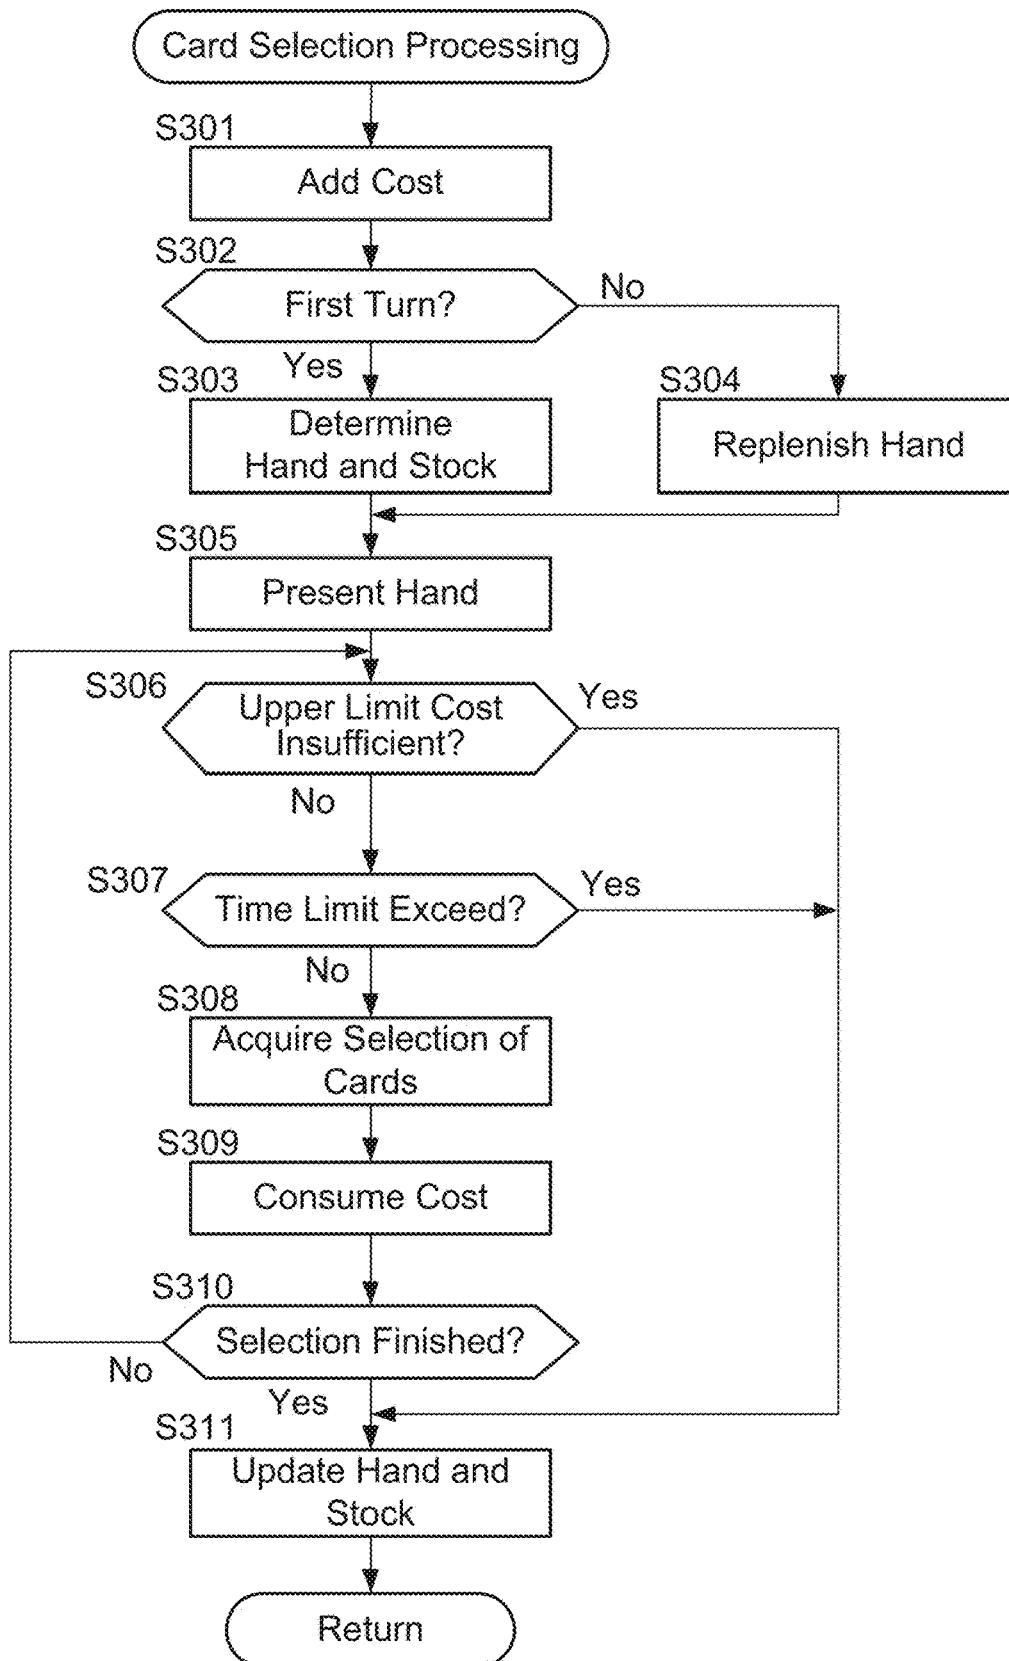 Card Selection Processing
S301
Add Cost
S302
First Turn?
No
Yes
S303
Determine
Hand and Stock
S304
Replenish Hand
S305
Present Hand
S306
Upper Limit Cost
Insufficient?
Yes
No
S307
Time Limit Exceed?
Yes
No
S308
Acquire Selection of
Cards
S309
Consume Cost
S310
Selection Finished?
No
Yes
S311
Update Hand and
Stock
Return